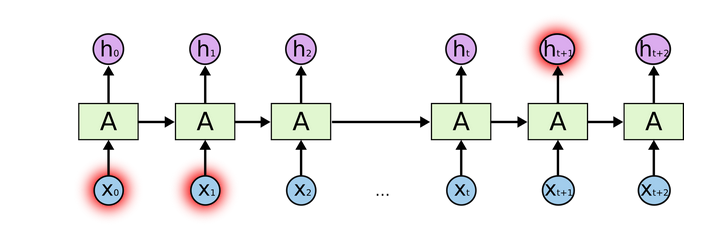 h₀ h₁ h₂ hₜ hₜ₊₁ hₜ₊₂
A A A A A A
x₀ x₁ x₂ ... xₜ xₜ₊₁ xₜ₊₂